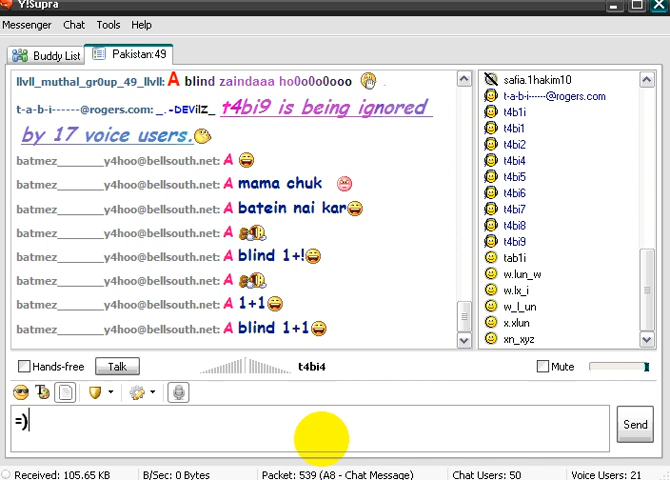 Y!Supra
Messenger Chat Tools Help
Buddy List Pakistan:49
llvll_muthal_gr0up_49_llvll: A blind zaindaaa ho0o0o0ooo
t-a-b-i------@rogers.com: _.-DEVilZ_ t4bi9 is being ignored
by 17 voice users.
batmez_______y4hoo@bellsouth.net: A
batmez_______y4hoo@bellsouth.net: A mama chuk
batmez_______y4hoo@bellsouth.net: A batein nai kar
batmez_______y4hoo@bellsouth.net: A
batmez_______y4hoo@bellsouth.net: A blind 1+!
batmez_______y4hoo@bellsouth.net: A
batmez_______y4hoo@bellsouth.net: A 1+1
batmez_______y4hoo@bellsouth.net: A blind 1+1
safia.1hakim10
t-a-b-i------@rogers.com
t4b1i
t4bi1
t4bi2
t4bi4
t4bi5
t4bi6
t4bi7
t4bi8
t4bi9
tab1i
w.lun_w
w.lx_i
w_l_un
x.xlun
xn_xyz
Hands-free Talk t4bi4 Mute
=)
Send
Received: 105.65 KB B/Sec: 0 Bytes Packet: 539 (A8 - Chat Message) Chat Users: 50 Voice Users: 21